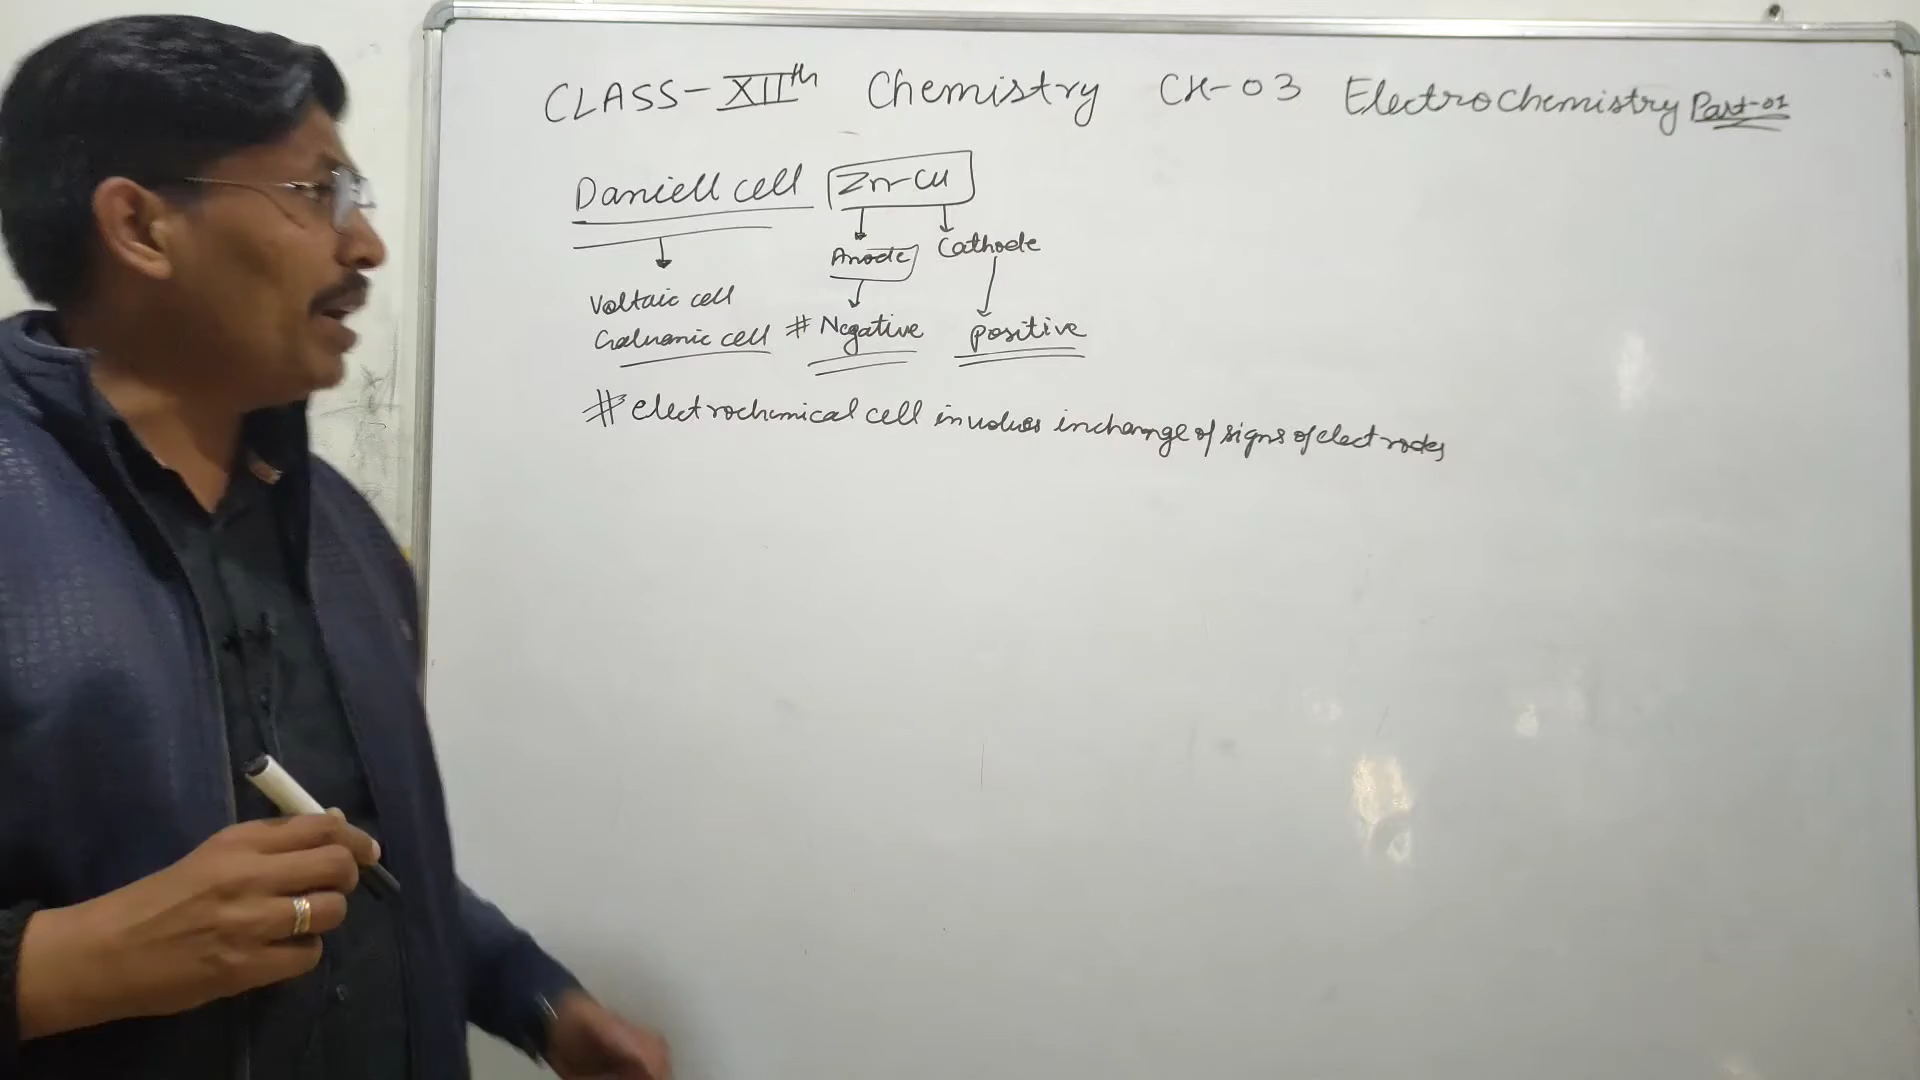 CLASS-XIIth Chemistry CH-03 Electrochemistry Part-01
Daniell cell Zn-Cu
Anode Cathode
Voltaic cell
Galvanic cell # Negative positive
# electrochemical cell involves inchange of signs of electrodes